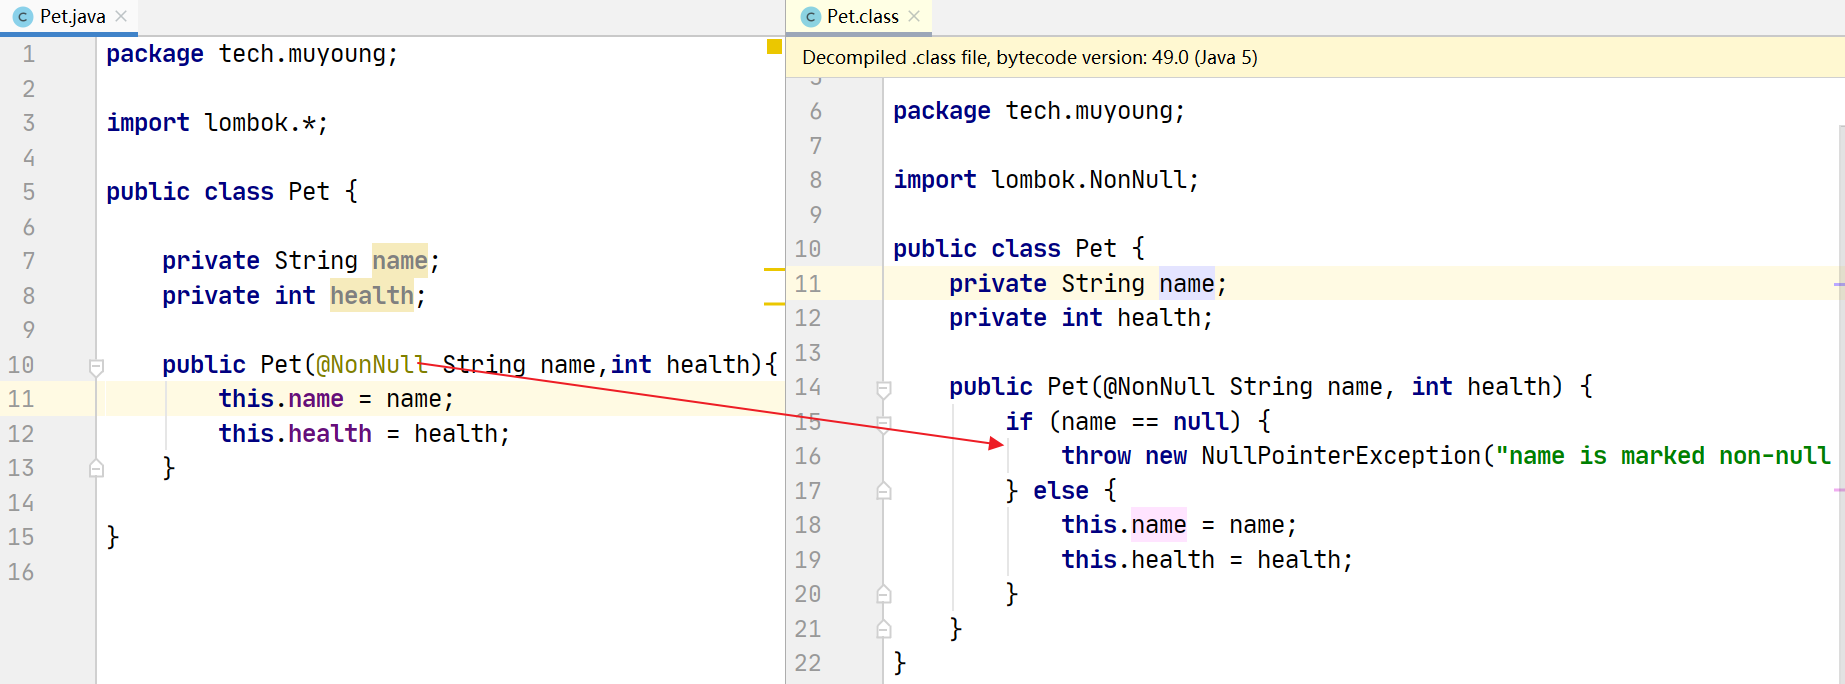 Pet.java
1 package tech.muyoung;
2
3 import lombok.*;
4
5 public class Pet {
6
7 private String name;
8 private int health;
9
10 public Pet(@NonNull String name,int health){
11 this.name = name;
12 this.health = health;
13 }
14
15 }
16
Pet.class
Decompiled .class file, bytecode version: 49.0 (Java 5)
6 package tech.muyoung;
7
8 import lombok.NonNull;
9
10 public class Pet {
11 private String name;
12 private int health;
13
14 public Pet(@NonNull String name, int health) {
15 if (name == null) {
16 throw new NullPointerException("name is marked non-null
17 } else {
18 this.name = name;
19 this.health = health;
20 }
21 }
22 }